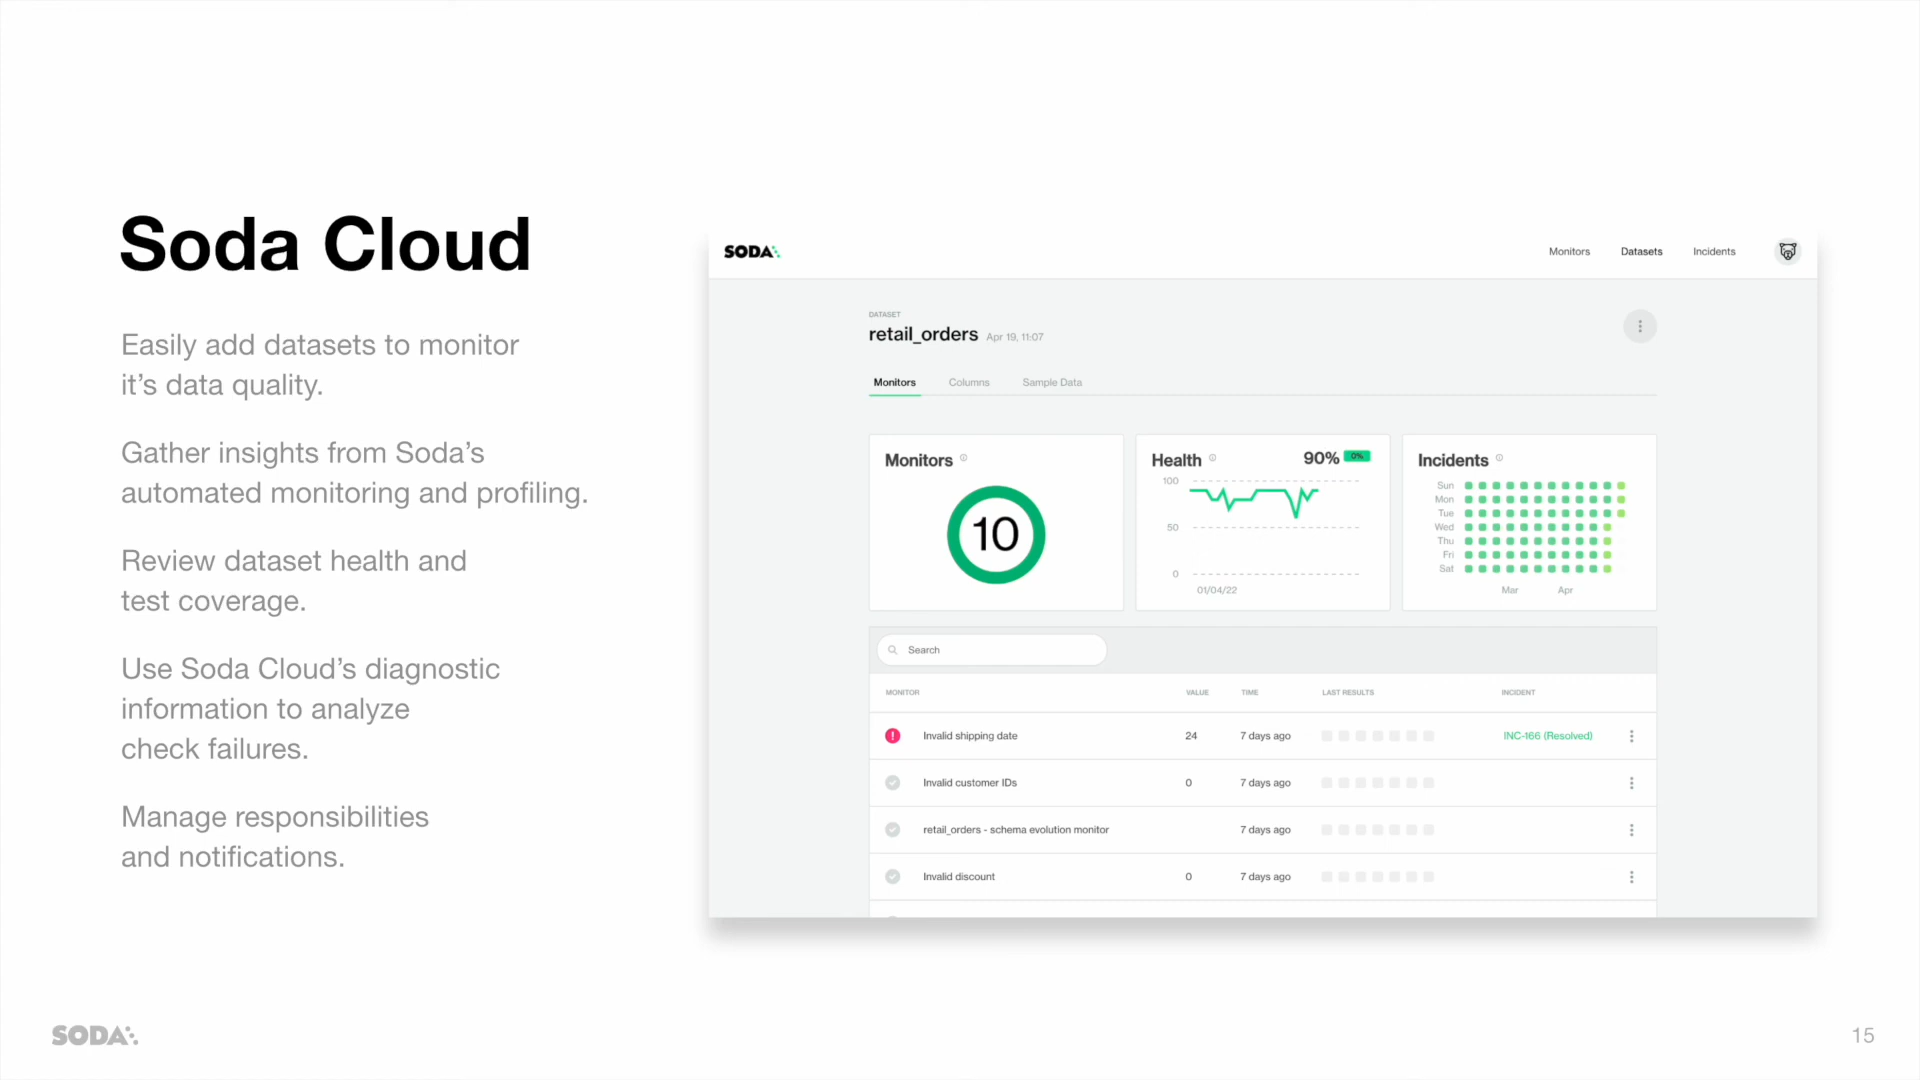 Soda Cloud
Easily add datasets to monitor
it’s data quality.
Gather insights from Soda’s
automated monitoring and profiling.
Review dataset health and
test coverage.
Use Soda Cloud’s diagnostic
information to analyze
check failures.
Manage responsibilities
and notifications.
SODA
Monitors Datasets Incidents
DATASET
retail_orders Apr 19, 11:07
Monitors Columns Sample Data
Monitors
10
Health 90% 0%
100
50
0
01/04/22
Incidents
Sun
Mon
Tue
Wed
Thu
Fri
Sat
Mar Apr
Search
MONITOR VALUE TIME LAST RESULTS INCIDENT
Invalid shipping date 24 7 days ago INC-166 (Resolved)
Invalid customer IDs 0 7 days ago
retail_orders - schema evolution monitor 7 days ago
Invalid discount 0 7 days ago
SODA
15